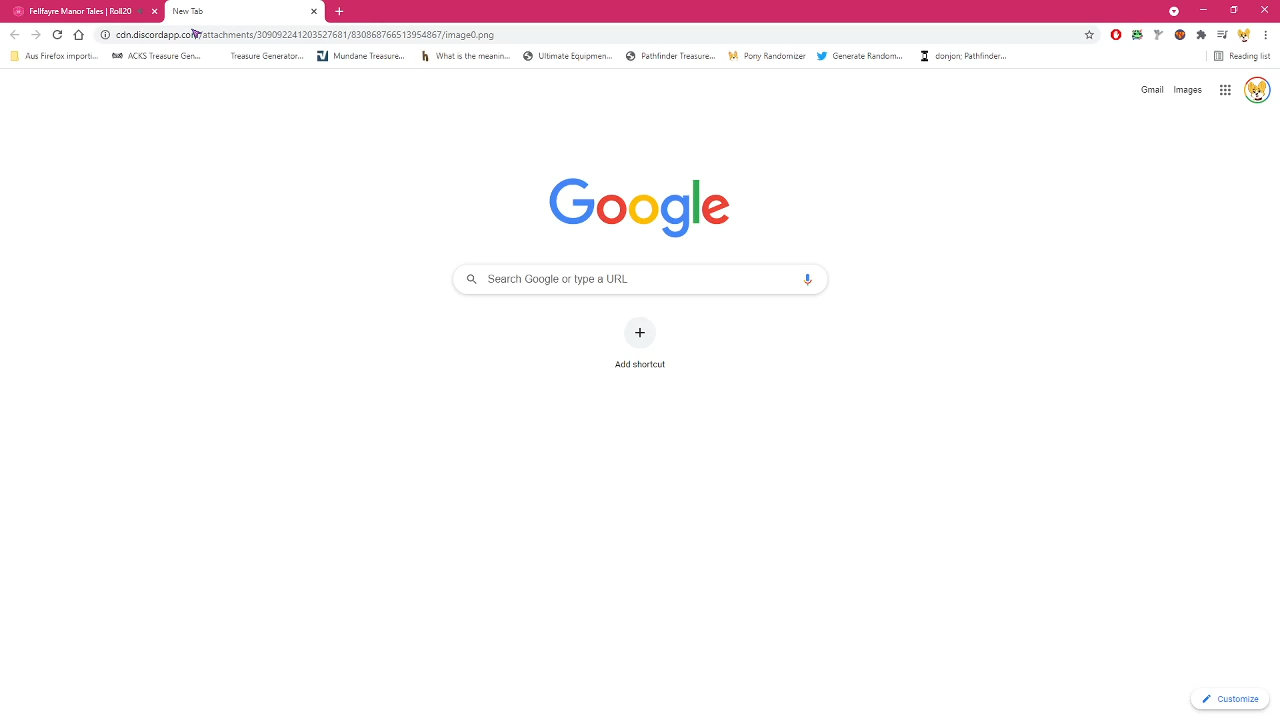 Fellfayre Manor Tales | Roll20
New Tab
cdn.discordapp.com/attachments/309092241203527681/830868766513954867/image0.png
Aus Firefox importi... ACKS Treasure Gen... Treasure Generator... Mundane Treasure... What is the meanin... Ultimate Equipmen... Pathfinder Treasure... Pony Randomizer Generate Random... donjon; Pathfinder... Reading list
Gmail Images
Google
Search Google or type a URL
Add shortcut
Customize